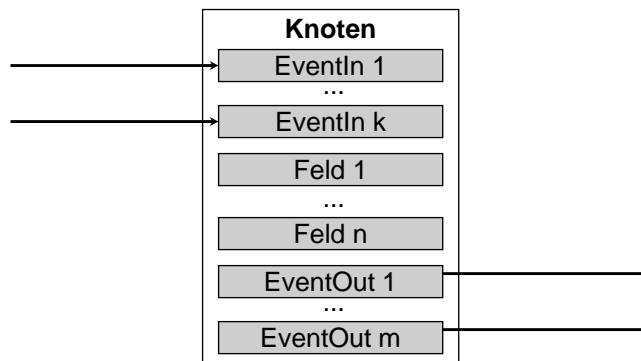 Knoten
EventIn 1
...
EventIn k
Feld 1
...
Feld n
EventOut 1
...
EventOut m